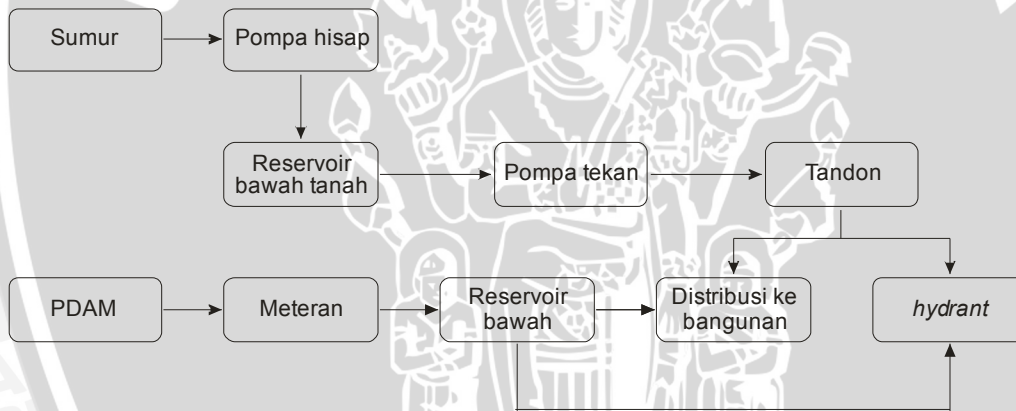 Sumur
Pompa hisap
Reservoir
bawah tanah
Pompa tekan
Tandon
PDAM
Meteran
Reservoir
bawah
Distribusi ke
bangunan
hydrant